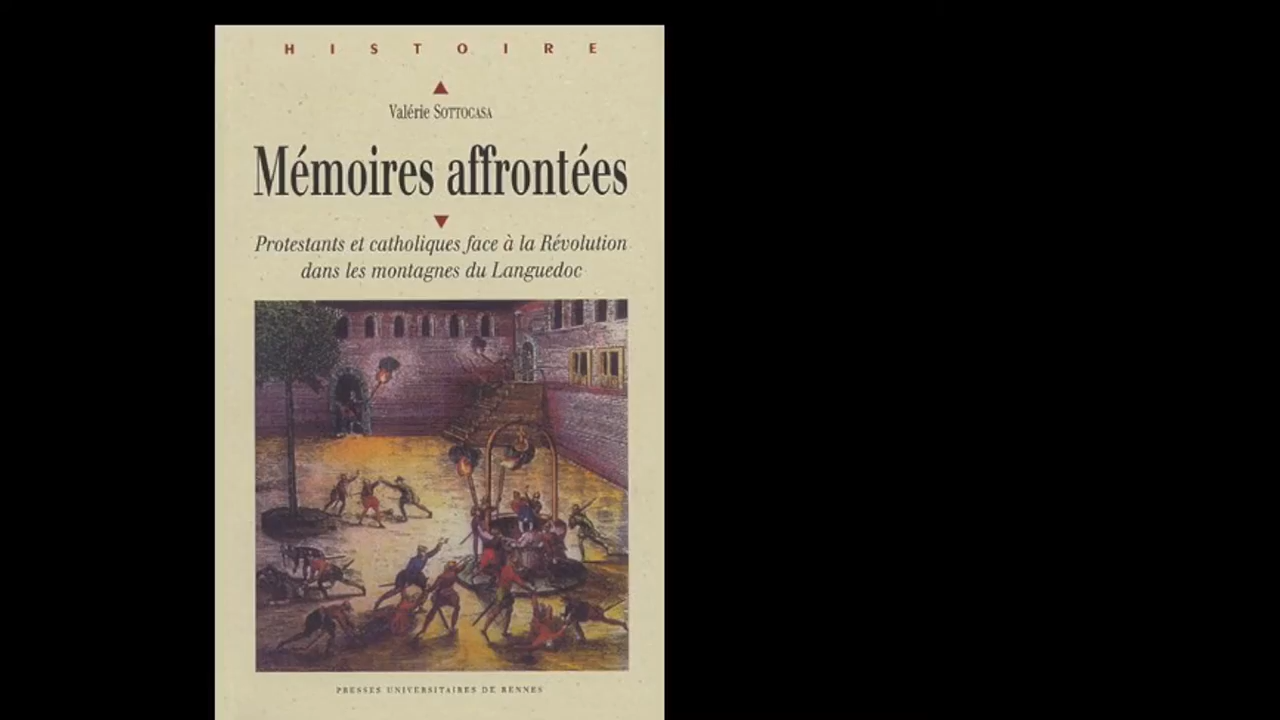 HISTOIRE
Valérie SOTTOCASA
Mémoires affrontées
Protestants et catholiques face à la Révolution
dans les montagnes du Languedoc
PRESSES UNIVERSITAIRES DE RENNES